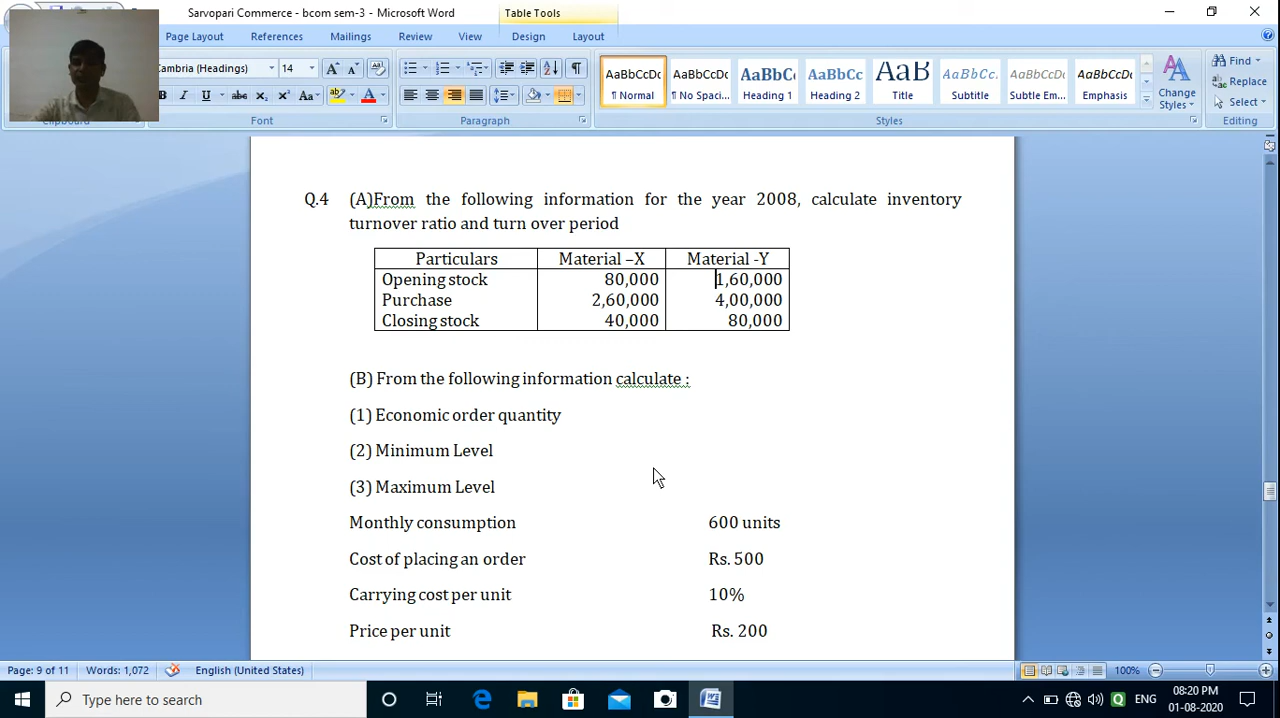 Sarvopari Commerce - bcom sem-3 - Microsoft Word
Table Tools
Page Layout References Mailings Review View Design Layout
Cambria (Headings) 14
AaBbCcDc AaBbCcDc AaBbC AaBbCc AaB AaBbCc. AaBbCcDc AaBbCcDc
¶ Normal ¶ No Spaci... Heading 1 Heading 2 Title Subtitle Subtle Em... Emphasis
Change Styles
Find
Replace
Select
Font Paragraph Styles Editing
Q.4 (A)From the following information for the year 2008, calculate inventory
turnover ratio and turn over period
Particulars Material –X Material -Y
Opening stock 80,000 1,60,000
Purchase 2,60,000 4,00,000
Closing stock 40,000 80,000
(B) From the following information calculate :
(1) Economic order quantity
(2) Minimum Level
(3) Maximum Level
Monthly consumption 600 units
Cost of placing an order Rs. 500
Carrying cost per unit 10%
Price per unit Rs. 200
Page: 9 of 11 Words: 1,072 English (United States) 100%
Type here to search
ENG
08:20 PM
01-08-2020